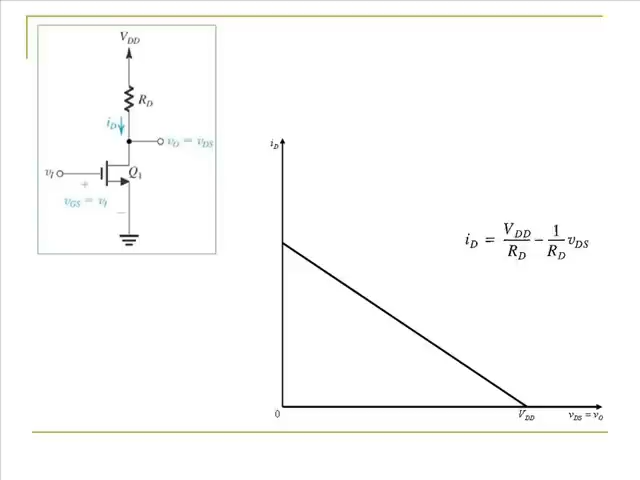 V_DD
R_D
i_D
v_O = v_DS
v_I
Q_1
+
v_GS = v_I
−
i_D
i_D = V_DD/R_D − 1/R_D v_DS
0
V_DD
v_DS = v_O